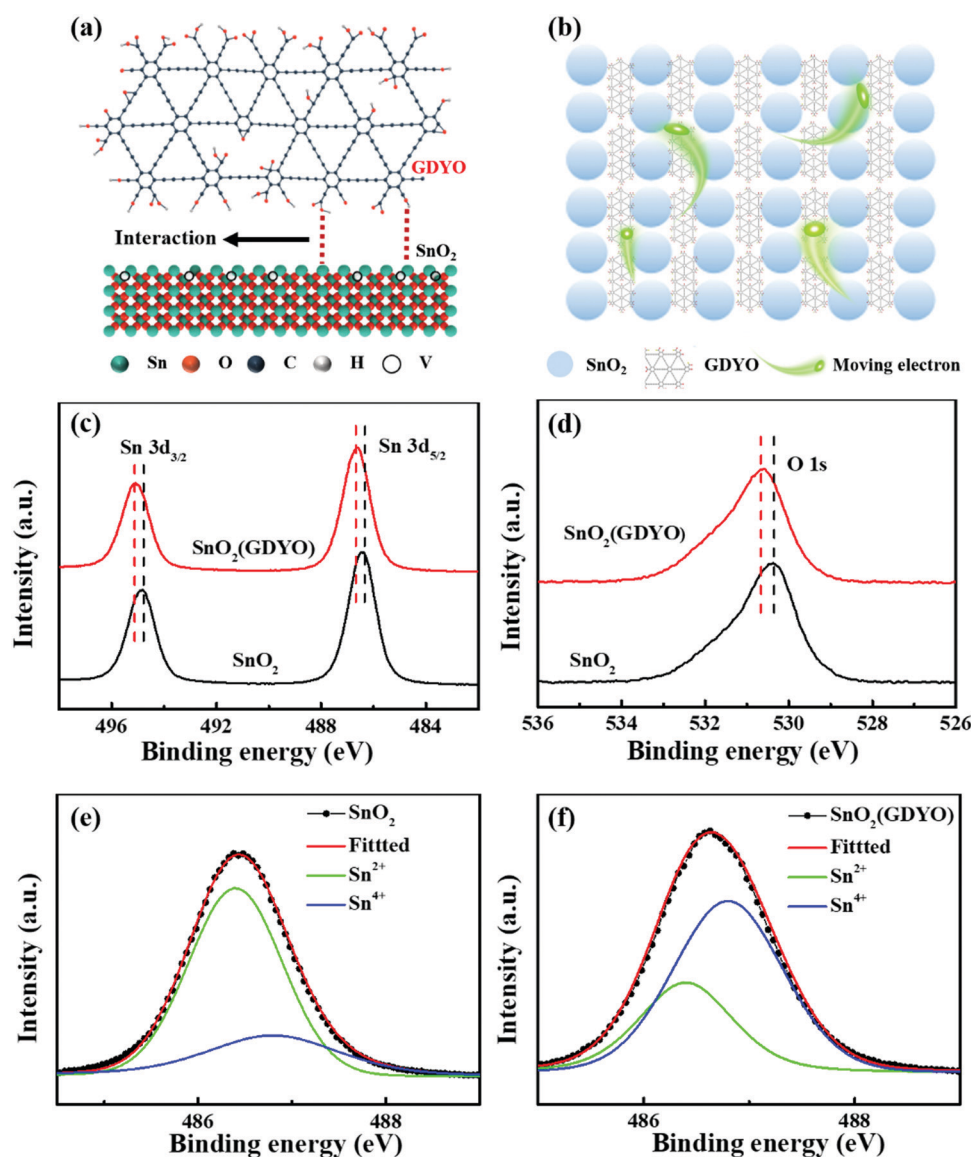 (a)
GDYO
Interaction
SnO₂
Sn O C H V
(b)
SnO₂ GDYO Moving electron
(c)
Sn 3d₃/₂
Sn 3d₅/₂
SnO₂(GDYO)
SnO₂
Intensity (a.u.)
495 492 488 484
Binding energy (eV)
(d)
O 1s
SnO₂(GDYO)
SnO₂
Intensity (a.u.)
536 534 532 530 528 526
Binding energy (eV)
(e)
SnO₂
Fittted
Sn²⁺
Sn⁴⁺
Intensity (a.u.)
486 488
Binding energy (eV)
(f)
SnO₂(GDYO)
Fittted
Sn²⁺
Sn⁴⁺
Intensity (a.u.)
486 488
Binding energy (eV)